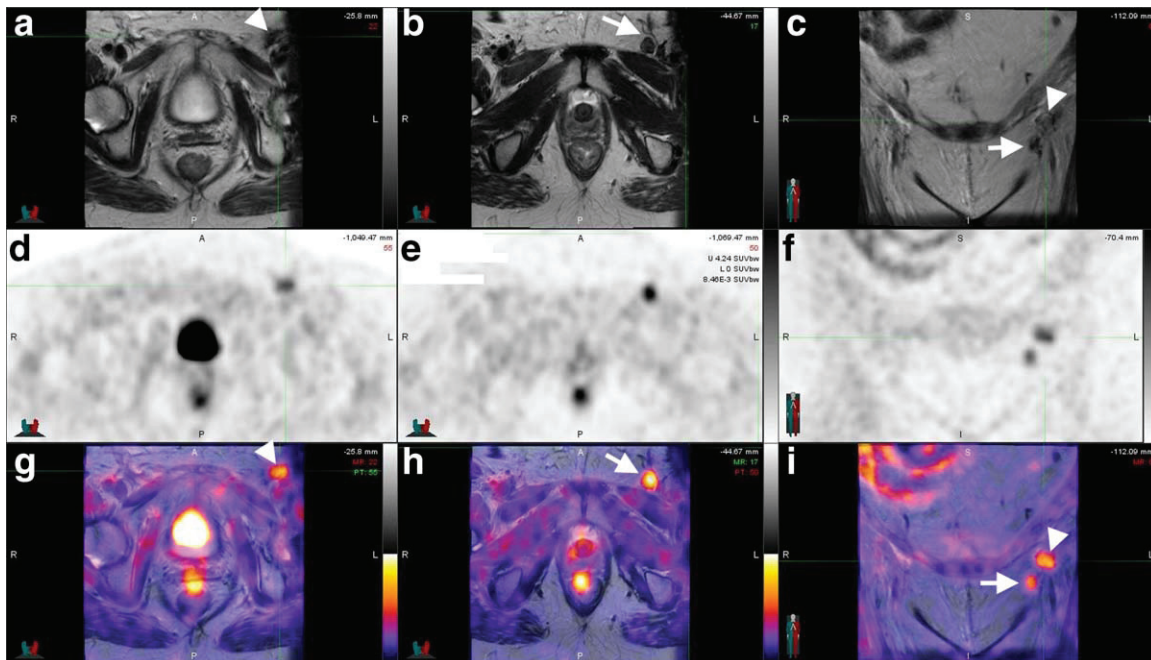 a
A
-25.8 mm
22
R
P
b
A
-44.67 mm
17
R
L
P
c
S
-112.09 mm
R
L
I
d
A
-1,049.47 mm
55
R
L
P
e
A
-1,069.47 mm
50
U 4.24 SUVbw
L 0 SUVbw
8.46E-3 SUVbw
R
L
P
f
S
-70.4 mm
R
L
I
g
A
-25.8 mm
MR: 22
PT: 55
R
L
P
h
A
-44.67 mm
MR: 17
PT: 50
R
L
P
i
S
-112.09 mm
R
L
I